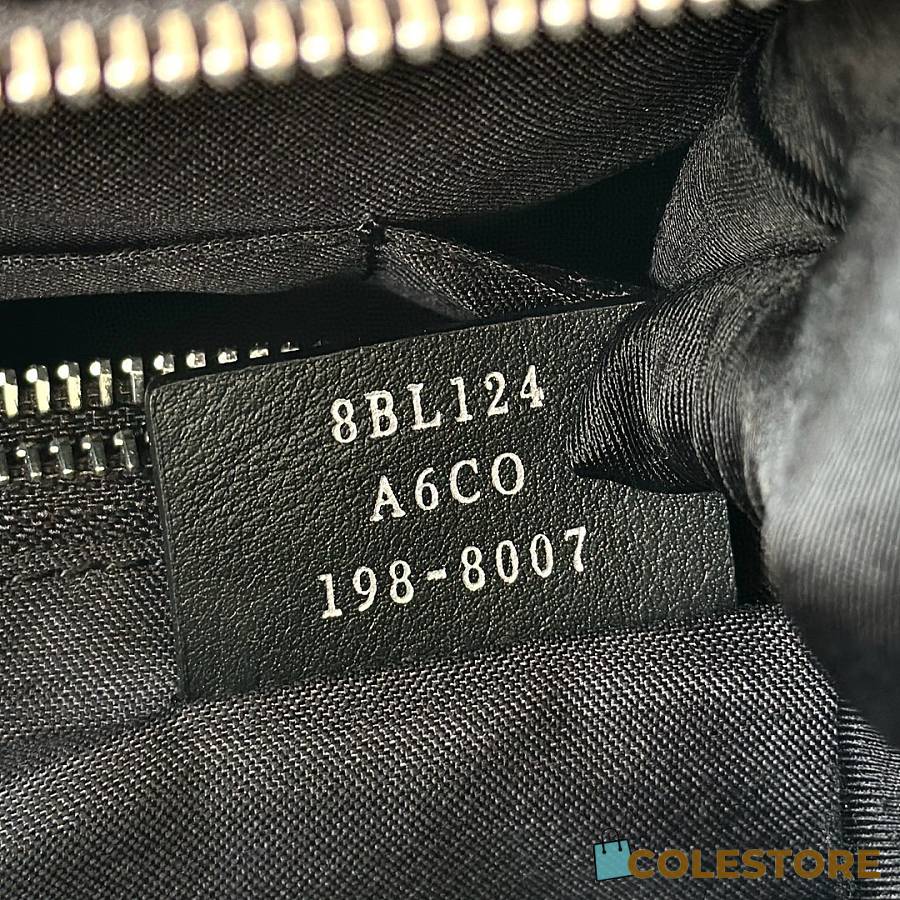 8BL124
A6CO
198-8007
COLESTORE